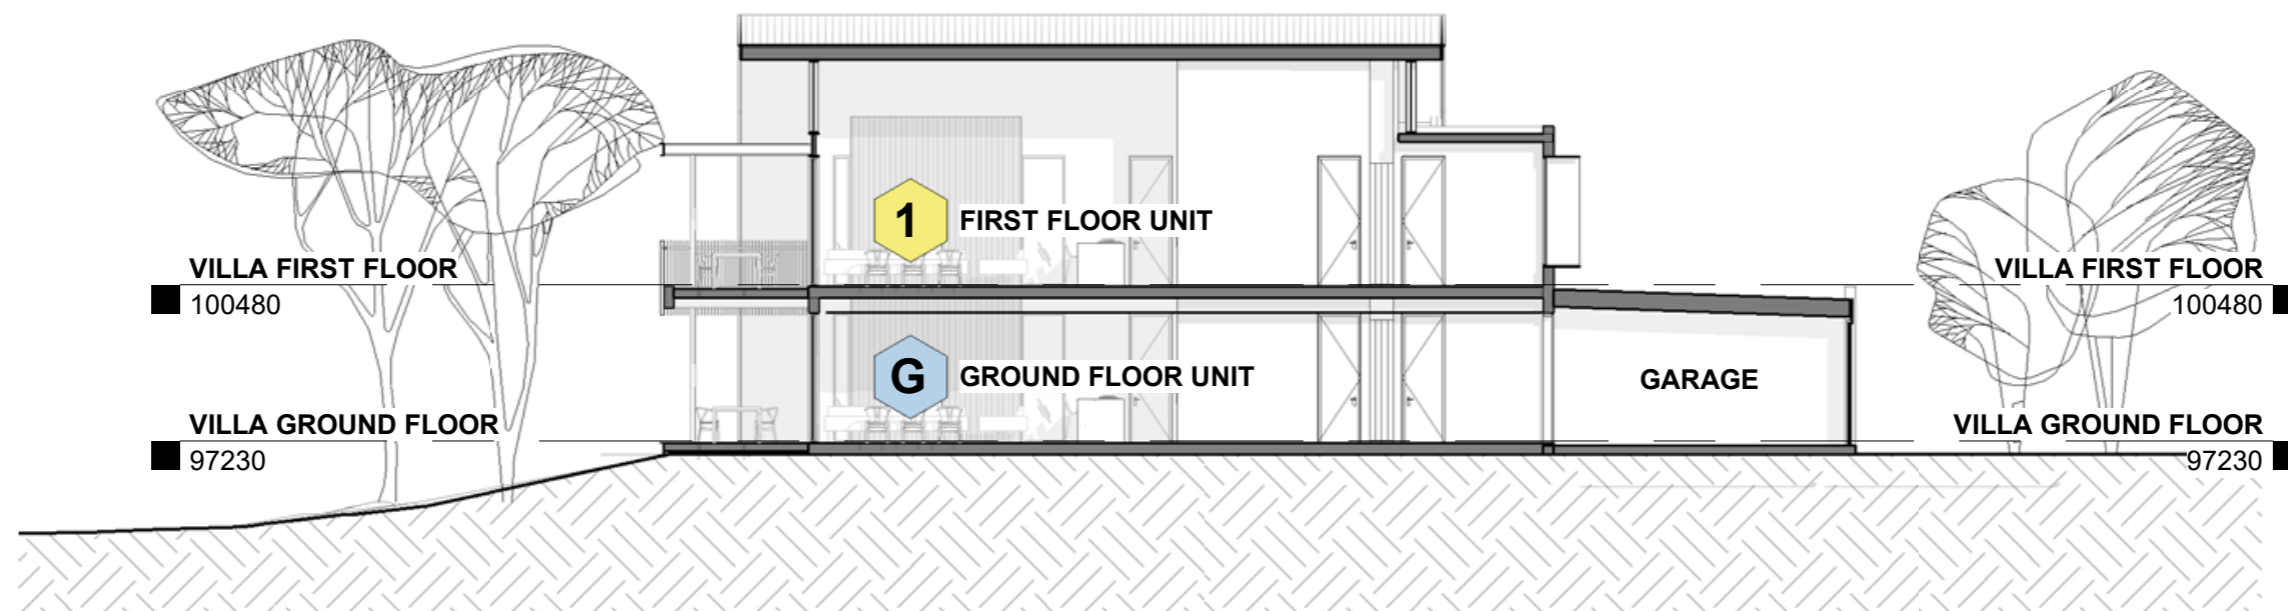 1 FIRST FLOOR UNIT
VILLA FIRST FLOOR
100480
VILLA FIRST FLOOR
100480
G GROUND FLOOR UNIT
GARAGE
VILLA GROUND FLOOR
97230
VILLA GROUND FLOOR
97230